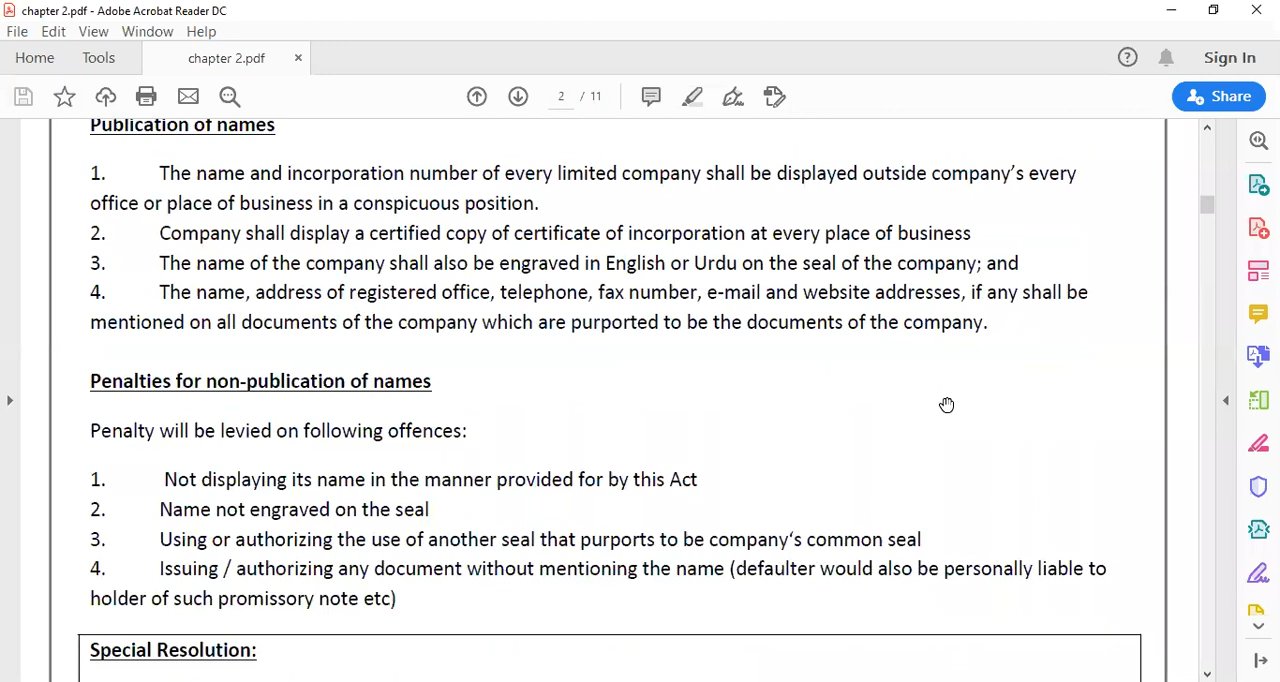 chapter 2.pdf - Adobe Acrobat Reader DC
File Edit View Window Help
Home Tools chapter 2.pdf × Sign In
2 / 11 Share
Publication of names
1. The name and incorporation number of every limited company shall be displayed outside company’s every
office or place of business in a conspicuous position.
2. Company shall display a certified copy of certificate of incorporation at every place of business
3. The name of the company shall also be engraved in English or Urdu on the seal of the company; and
4. The name, address of registered office, telephone, fax number, e-mail and website addresses, if any shall be
mentioned on all documents of the company which are purported to be the documents of the company.
Penalties for non-publication of names
Penalty will be levied on following offences:
1. Not displaying its name in the manner provided for by this Act
2. Name not engraved on the seal
3. Using or authorizing the use of another seal that purports to be company‘s common seal
4. Issuing / authorizing any document without mentioning the name (defaulter would also be personally liable to
holder of such promissory note etc)
Special Resolution: